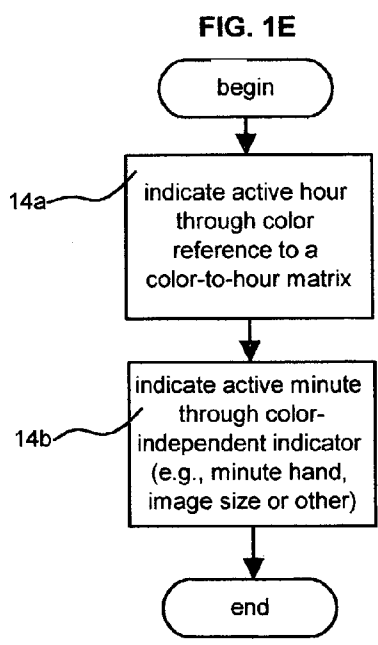 FIG. 1E
begin
14a
indicate active hour
through color
reference to a
color-to-hour matrix
14b
indicate active minute
through color-
independent indicator
(e.g., minute hand,
image size or other)
end